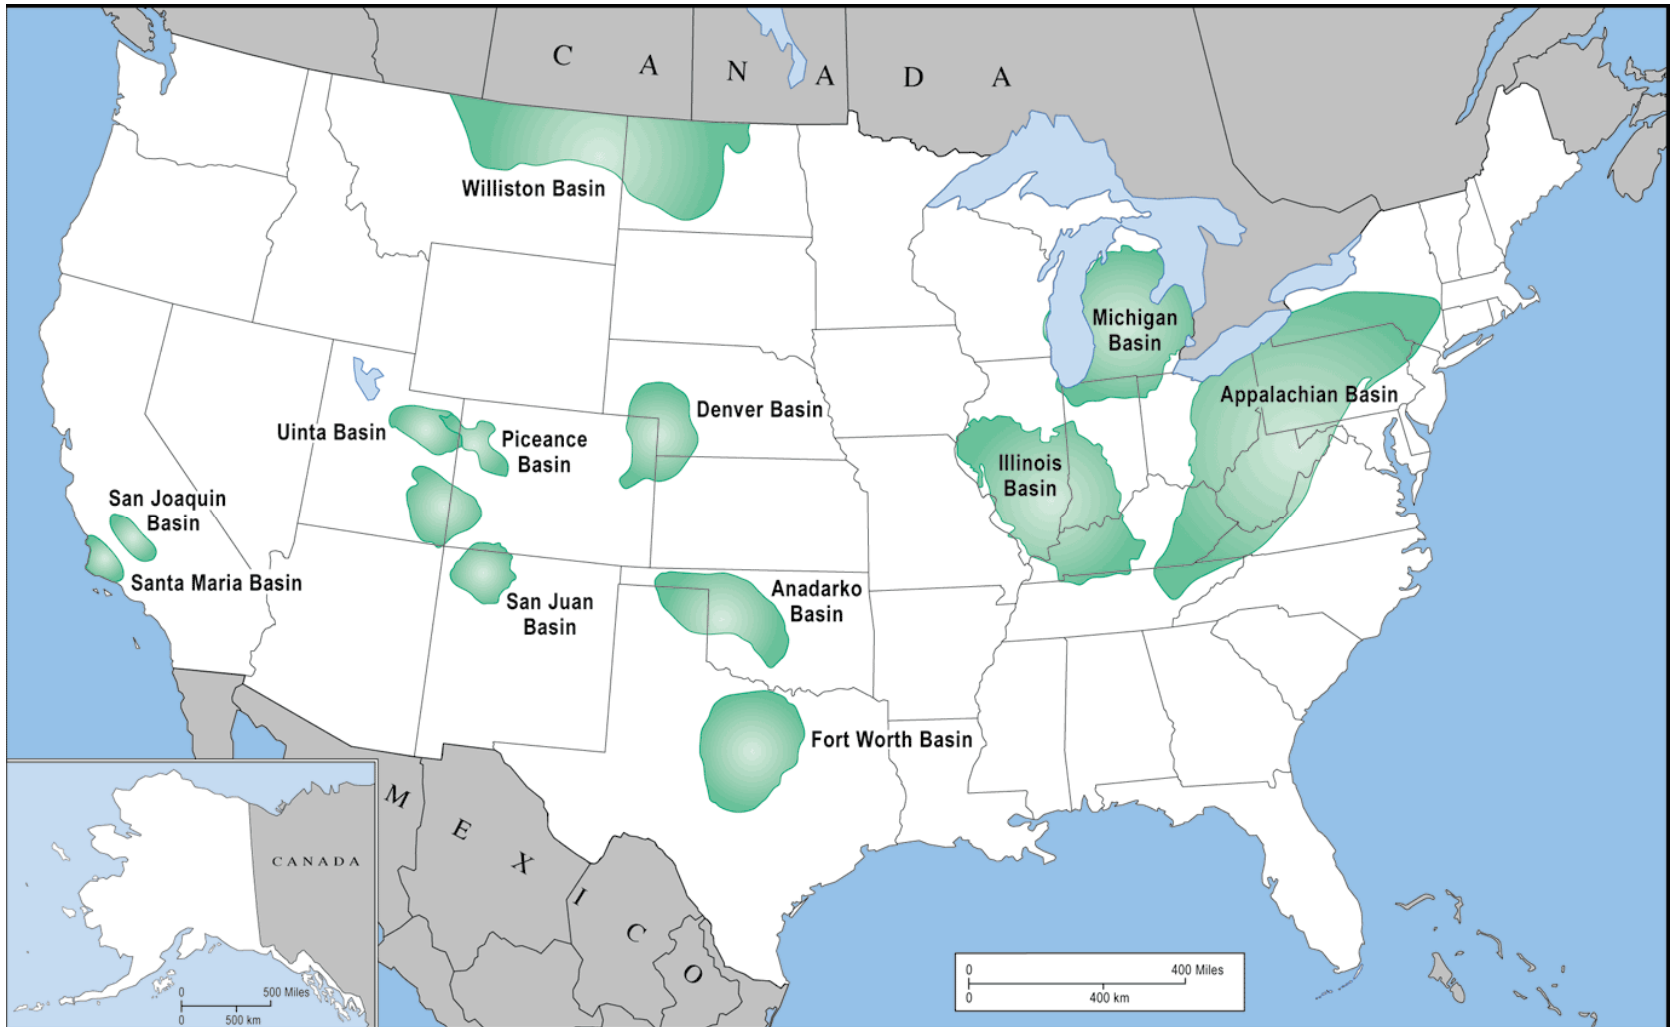 C A N A D A
Williston Basin
Michigan
Basin
Appalachian Basin
Denver Basin
Uinta Basin
Piceance
Basin
Illinois
Basin
San Joaquin
Basin
Santa Maria Basin
San Juan
Basin
Anadarko
Basin
Fort Worth Basin
M E X I C O
CANADA
0 500 Miles
0 500 km
0 400 Miles
0 400 km